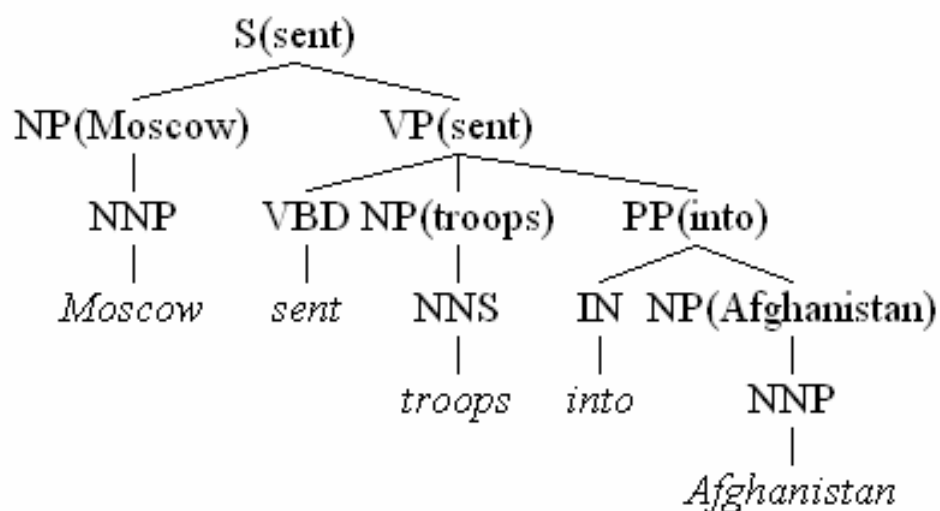 S(sent)
NP(Moscow) VP(sent)
NNP VBD NP(troops) PP(into)
Moscow sent NNS IN NP(Afghanistan)
troops into NNP
Afghanistan